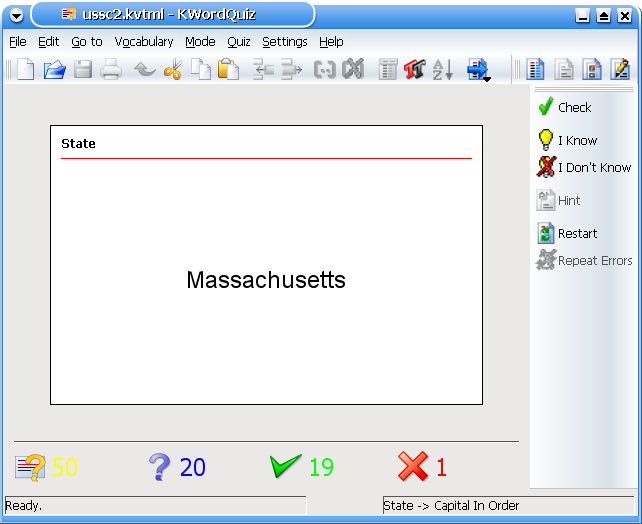 ussc2.kvtml - KWordQuiz
File Edit Go to Vocabulary Mode Quiz Settings Help
Check
I Know
I Don't Know
Hint
Restart
Repeat Errors
State
Massachusetts
50 20 19 1
Ready. State -> Capital In Order